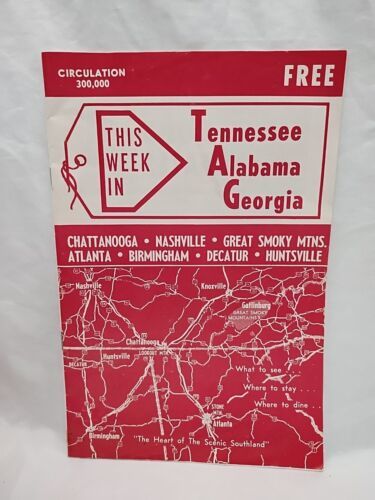 CIRCULATION
300,000
FREE
THIS
WEEK
IN
Tennessee
Alabama
Georgia
CHATTANOOGA • NASHVILLE • GREAT SMOKY MTNS.
ATLANTA • BIRMINGHAM • DECATUR • HUNTSVILLE
Nashville
Knoxville
Gatlinburg
GREAT SMOKY
MOUNTAINS
Chattanooga
LOOKOUT MTN.
Huntsville
DECATUR
What to see ...
Where to stay ...
Where to dine ...
STONE
MTN.
Atlanta
Birmingham
"The Heart of The Scenic Southland"